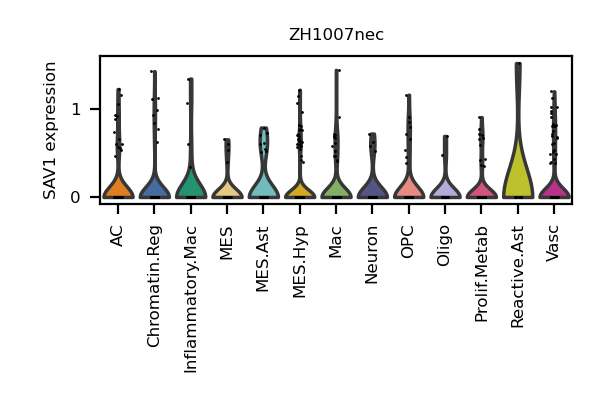 ZH1007nec
SAV1 expression
1
0
AC
Chromatin.Reg
Inflammatory.Mac
MES
MES.Ast
MES.Hyp
Mac
Neuron
OPC
Oligo
Prolif.Metab
Reactive.Ast
Vasc